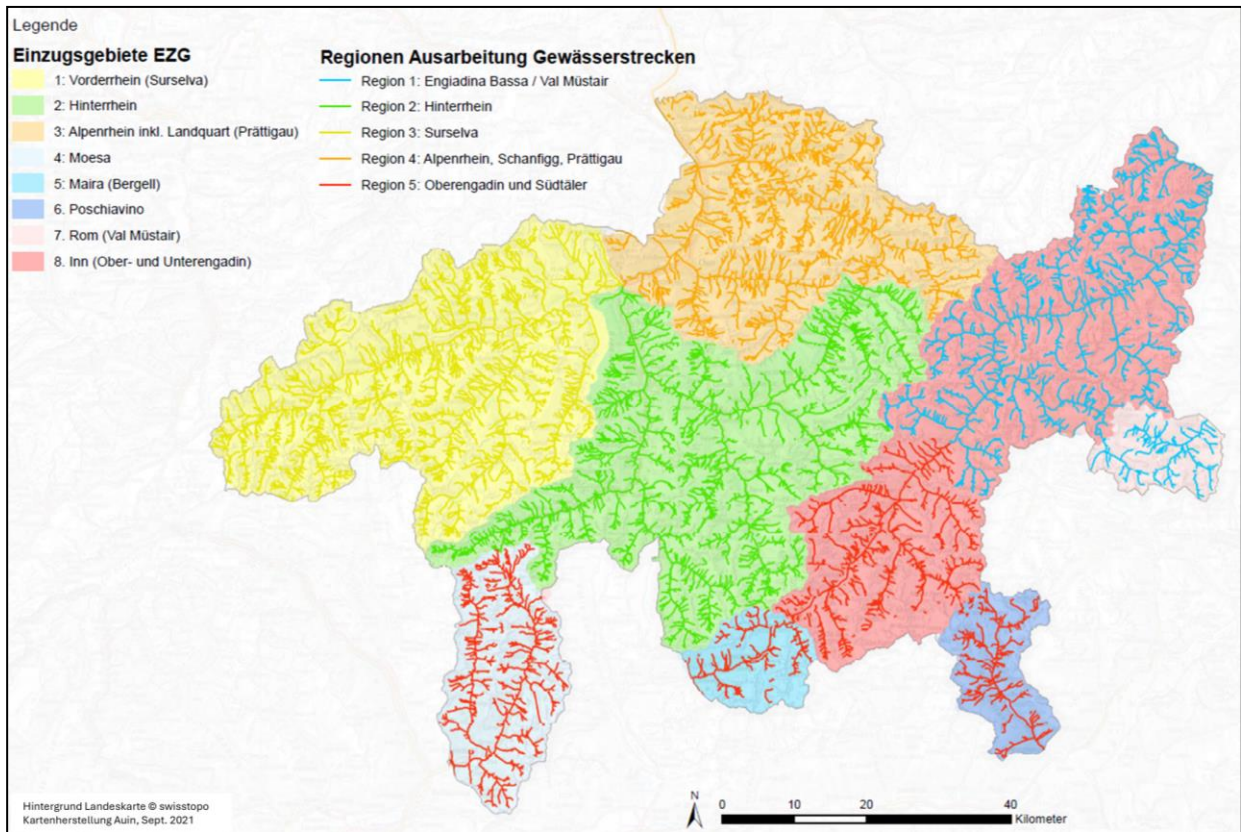 Legende
Einzugsgebiete EZG
1: Vorderrhein (Surselva)
2: Hinterrhein
3: Alpenrhein inkl. Landquart (Prättigau)
4: Moesa
5: Maira (Bergell)
6. Poschiavino
7. Rom (Val Müstair)
8. Inn (Ober- und Unterengadin)
Regionen Ausarbeitung Gewässerstrecken
Region 1: Engiadina Bassa / Val Müstair
Region 2: Hinterrhein
Region 3: Surselva
Region 4: Alpenrhein, Schanfigg, Prättigau
Region 5: Oberengadin und Südtäler
Hintergrund Landeskarte © swisstopo
Kartenherstellung Auin, Sept. 2021
N
0 10 20 40
Kilometer